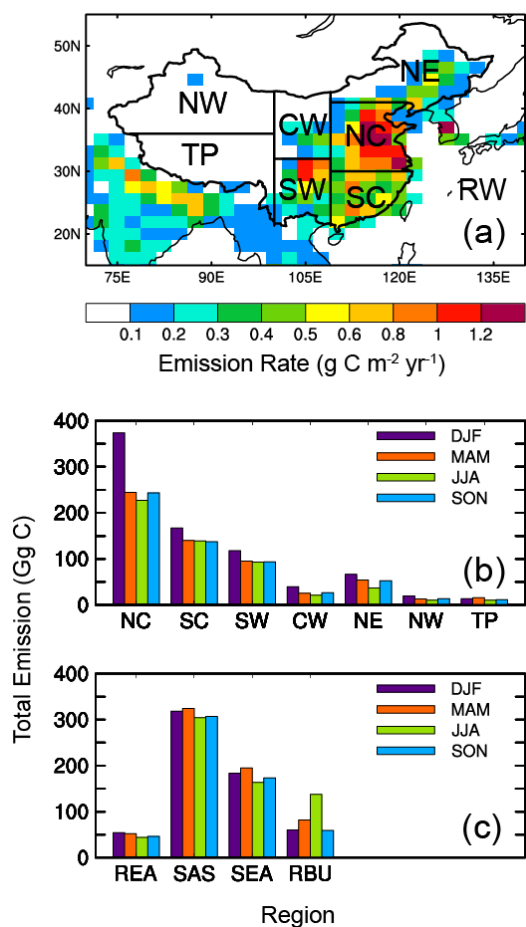 50N
40N
30N
20N
NW
NE
CW
NC
TP
SW
SC
RW
(a)
75E 90E 105E 120E 135E
0.1 0.2 0.3 0.4 0.5 0.6 0.8 1 1.2
Emission Rate (g C m⁻² yr⁻¹)
Total Emission (Gg C)
400
300
200
100
0
DJF
MAM
JJA
SON
(b)
NC SC SW CW NE NW TP
400
300
200
100
0
DJF
MAM
JJA
SON
(c)
REA SAS SEA RBU
Region